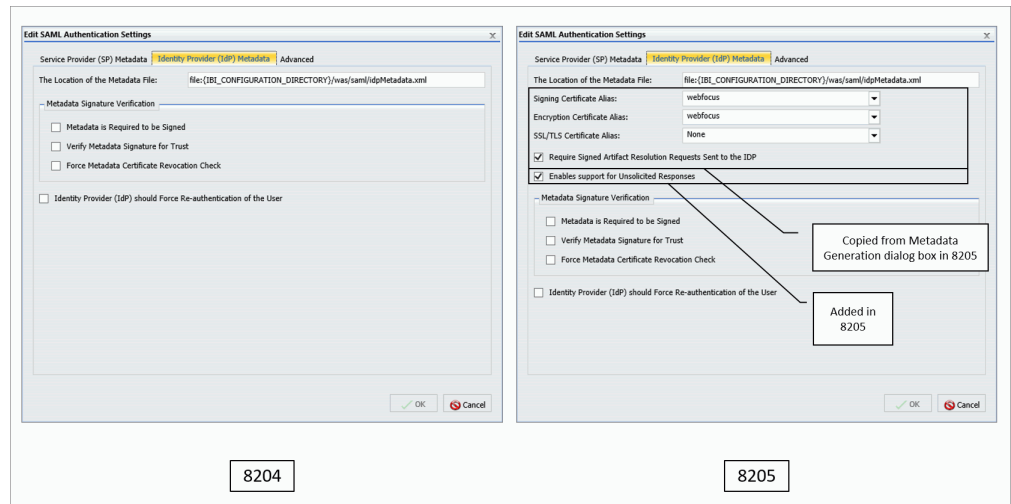 Edit SAML Authentication Settings
x
Service Provider (SP) Metadata Identity Provider (IdP) Metadata Advanced
The Location of the Metadata File: file:{IBI_CONFIGURATION_DIRECTORY}/was/saml/idpMetadata.xml
Metadata Signature Verification
Metadata is Required to be Signed
Verify Metadata Signature for Trust
Force Metadata Certificate Revocation Check
Identity Provider (IdP) should Force Re-authentication of the User
OK Cancel
8204
Edit SAML Authentication Settings
x
Service Provider (SP) Metadata Identity Provider (IdP) Metadata Advanced
The Location of the Metadata File: file:{IBI_CONFIGURATION_DIRECTORY}/was/saml/idpMetadata.xml
Signing Certificate Alias: webfocus
Encryption Certificate Alias: webfocus
SSL/TLS Certificate Alias: None
Require Signed Artifact Resolution Requests Sent to the IDP
Enables support for Unsolicited Responses
Metadata Signature Verification
Metadata is Required to be Signed
Verify Metadata Signature for Trust
Force Metadata Certificate Revocation Check
Copied from Metadata
Generation dialog box in 8205
Identity Provider (IdP) should Force Re-authentication of the User
Added in
8205
OK Cancel
8205